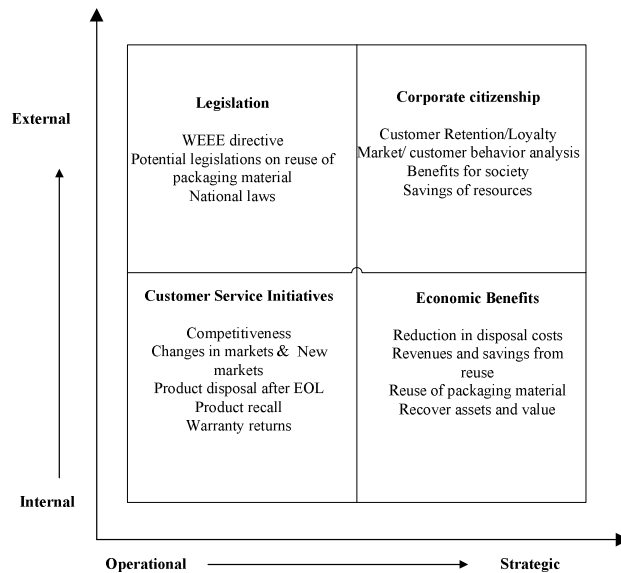 External
Legislation
WEEE directive
Potential legislations on reuse of
packaging material
National laws
Corporate citizenship
Customer Retention/Loyalty
Market/ customer behavior analysis
Benefits for society
Savings of resources
Customer Service Initiatives
Competitiveness
Changes in markets & New
markets
Product disposal after EOL
Product recall
Warranty returns
Economic Benefits
Reduction in disposal costs
Revenues and savings from
reuse
Reuse of packaging material
Recover assets and value
Internal
Operational
Strategic